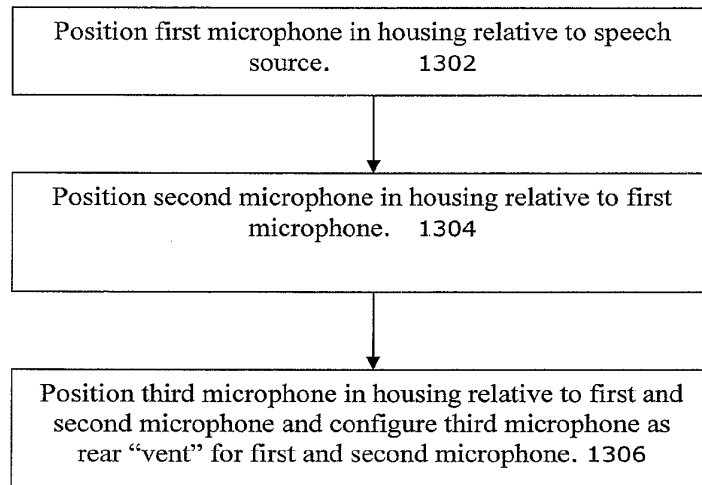 Position first microphone in housing relative to speech
source. 1302
Position second microphone in housing relative to first
microphone. 1304
Position third microphone in housing relative to first and
second microphone and configure third microphone as
rear “vent” for first and second microphone. 1306